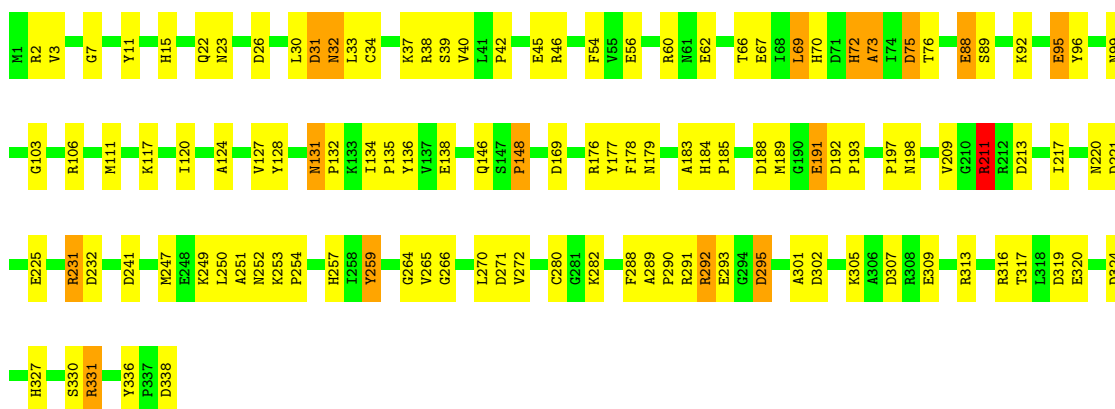 M1 R2 V3 G7 Y11 H15 Q22 N23 D26 L30 D31 N32 L33 C34 K37 R38 S39 V40 L41 P42 E45 R46 F54 V55 E56 R60 N61 E62 T66 E67 I68 L69 H70 D71 H72 A73 I74 D75 T76 E88 S89 K92 E95 Y96
G103 R106 M111 K117 I120 A124 V127 Y128 N131 P132 K133 I134 P135 Y136 V137 E138 Q146 S147 P148 D169 R176 Y177 F178 N179 A183 H184 P185 D188 M189 G190 E191 D192 P193 P197 N198 V209 G210 R211 R212 D213 I217 N220
E225 R231 D232 D241 M247 E248 K249 L250 A251 N252 K253 P254 H257 I258 Y259 G264 V265 G266 L270 D271 V272 C280 G281 K282 F288 A289 P290 R291 R292 E293 G294 D295 A301 D302 K305 A306 D307 R308 E309 R313 R316 T317 L318 D319 E320
H327 S330 R331 Y336 P337 D338